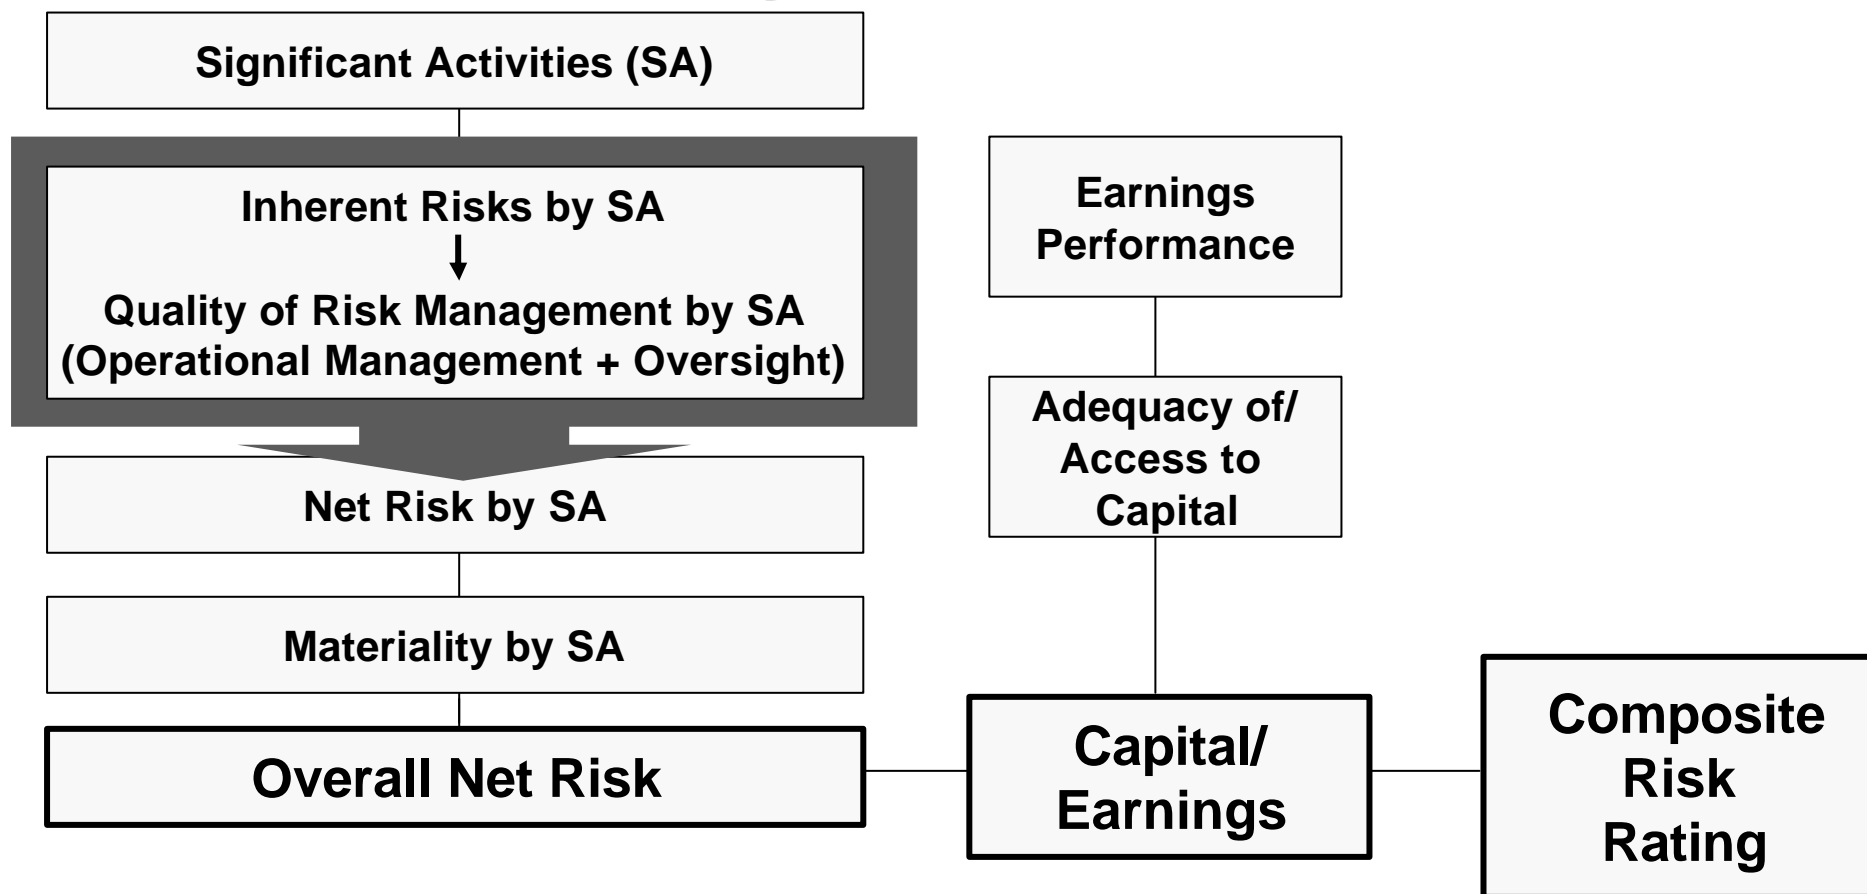 Significant Activities (SA)
Inherent Risks by SA
Quality of Risk Management by SA
(Operational Management + Oversight)
Net Risk by SA
Materiality by SA
Overall Net Risk
Earnings
Performance
Adequacy of/
Access to
Capital
Capital/
Earnings
Composite
Risk
Rating